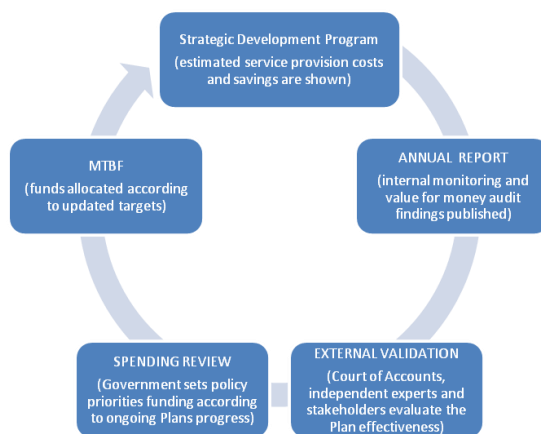 Strategic Development Program
(estimated service provision costs
and savings are shown)
ANNUAL REPORT
(internal monitoring and
value for money audit
findings published)
EXTERNAL VALIDATION
(Court of Accounts,
independent experts and
stakeholders evaluate the
Plan effectiveness)
SPENDING REVIEW
(Government sets policy
priorities funding according
to ongoing Plans progress)
MTBF
(funds allocated according
to updated targets)